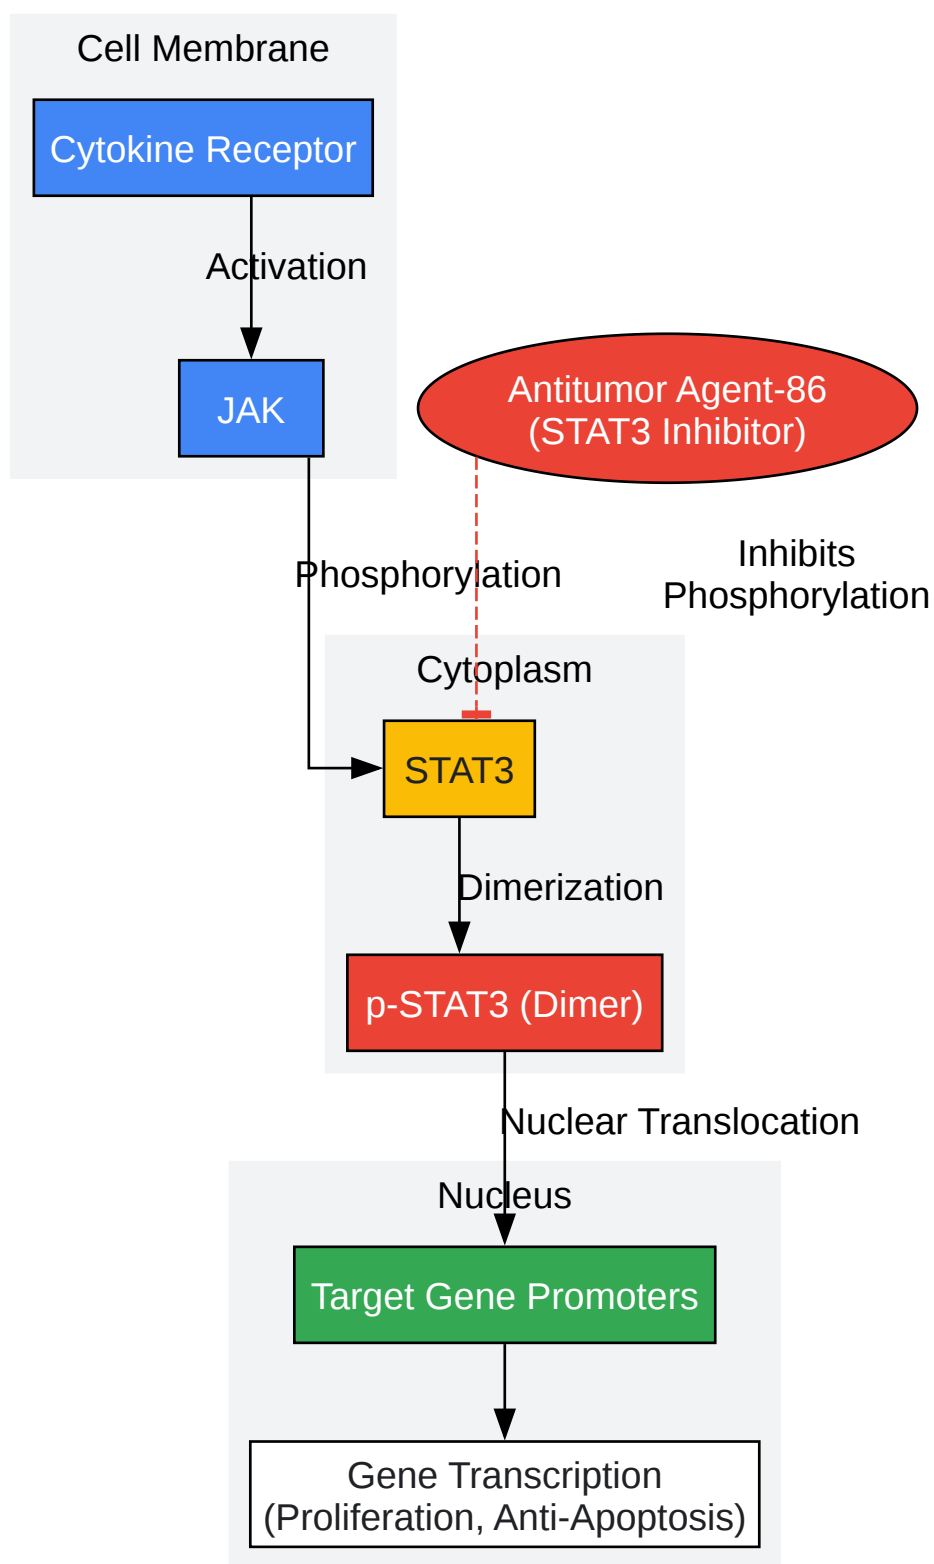 Cell Membrane
Cytokine Receptor
Activation
JAK
Antitumor Agent-86
(STAT3 Inhibitor)
Inhibits
Phosphorylation
Phosphorylation
Cytoplasm
STAT3
Dimerization
p-STAT3 (Dimer)
Nuclear Translocation
Nucleus
Target Gene Promoters
Gene Transcription
(Proliferation, Anti-Apoptosis)